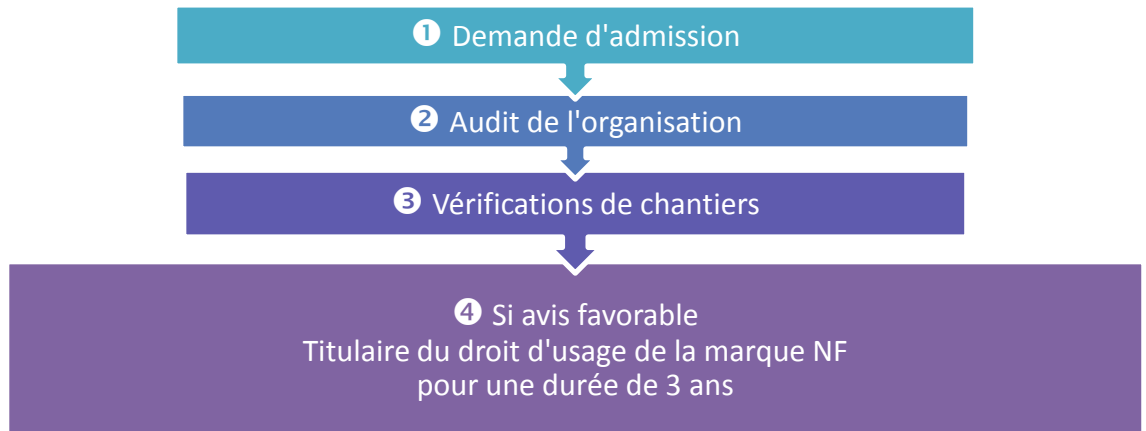 ❶ Demande d'admission
❷ Audit de l'organisation
❸ Vérifications de chantiers
❹ Si avis favorable
Titulaire du droit d'usage de la marque NF
pour une durée de 3 ans